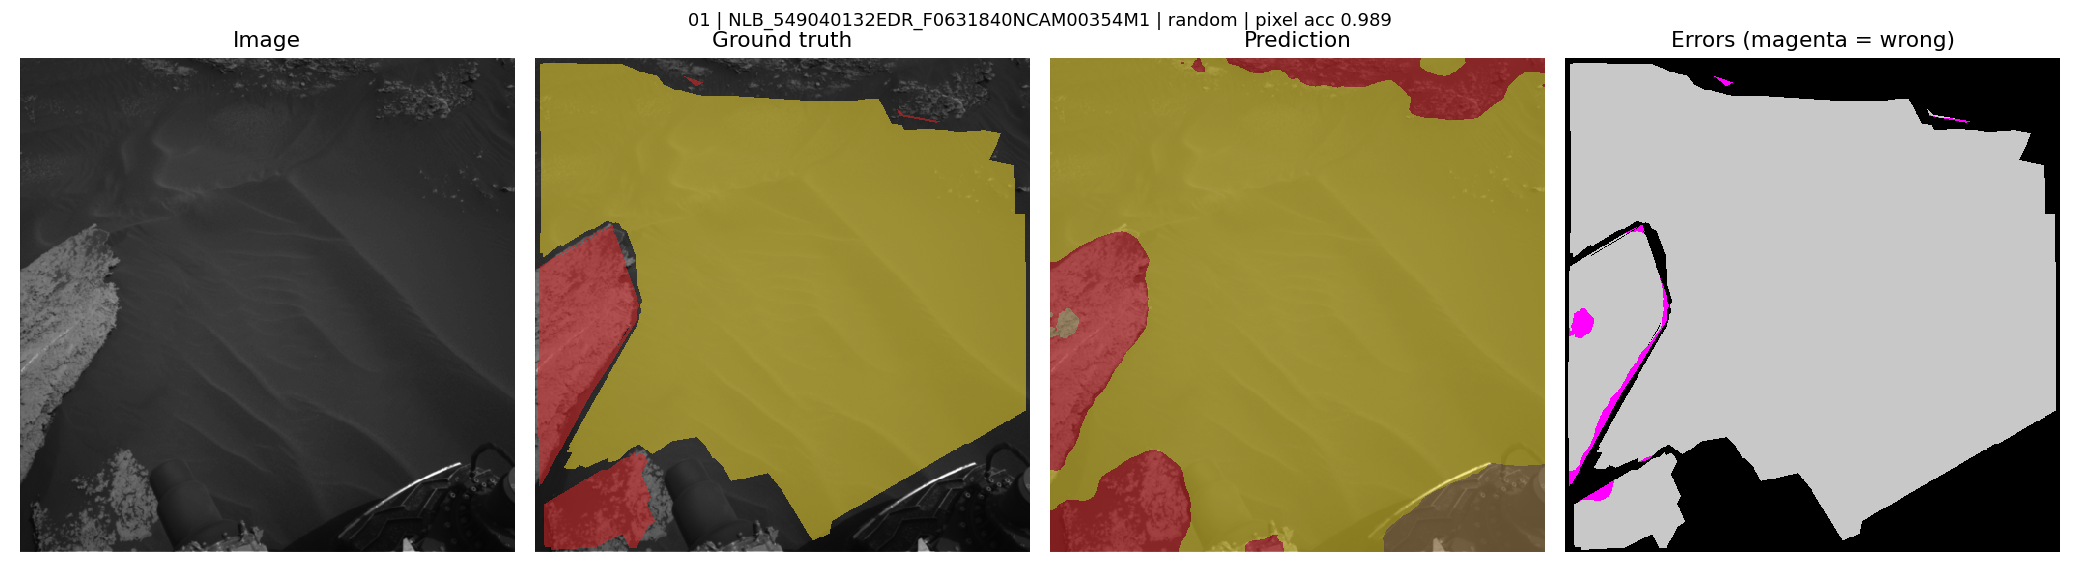 01 | NLB_549040132EDR_F0631840NCAM00354M1 | random | pixel acc 0.989
Image
Ground truth
Prediction
Errors (magenta = wrong)